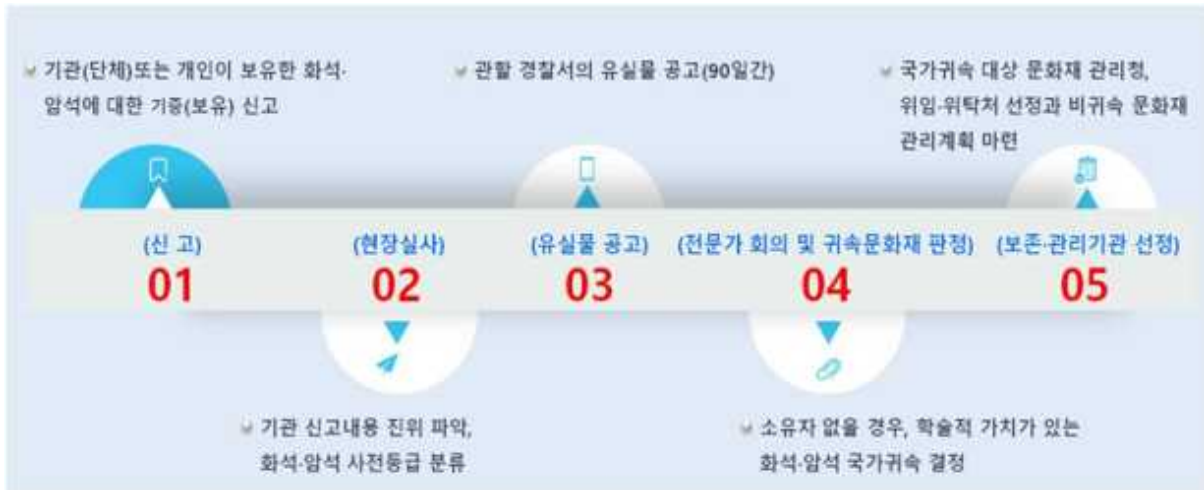 기관(단체)또는 개인이 보유한 화석·
암석에 대한 기증(보유) 신고
관할 경찰서의 유실물 공고(90일간)
국가귀속 대상 문화재 관리청,
위임·위탁처 선정과 비귀속 문화재
관리계획 마련
(신 고)
01
(현장실사)
02
(유실물 공고)
03
(전문가 회의 및 귀속문화재 판정)
04
(보존·관리기관 선정)
05
기관 신고내용 진위 파악,
화석·암석 사전등급 분류
소유자 없을 경우, 학술적 가치가 있는
화석·암석 국가귀속 결정